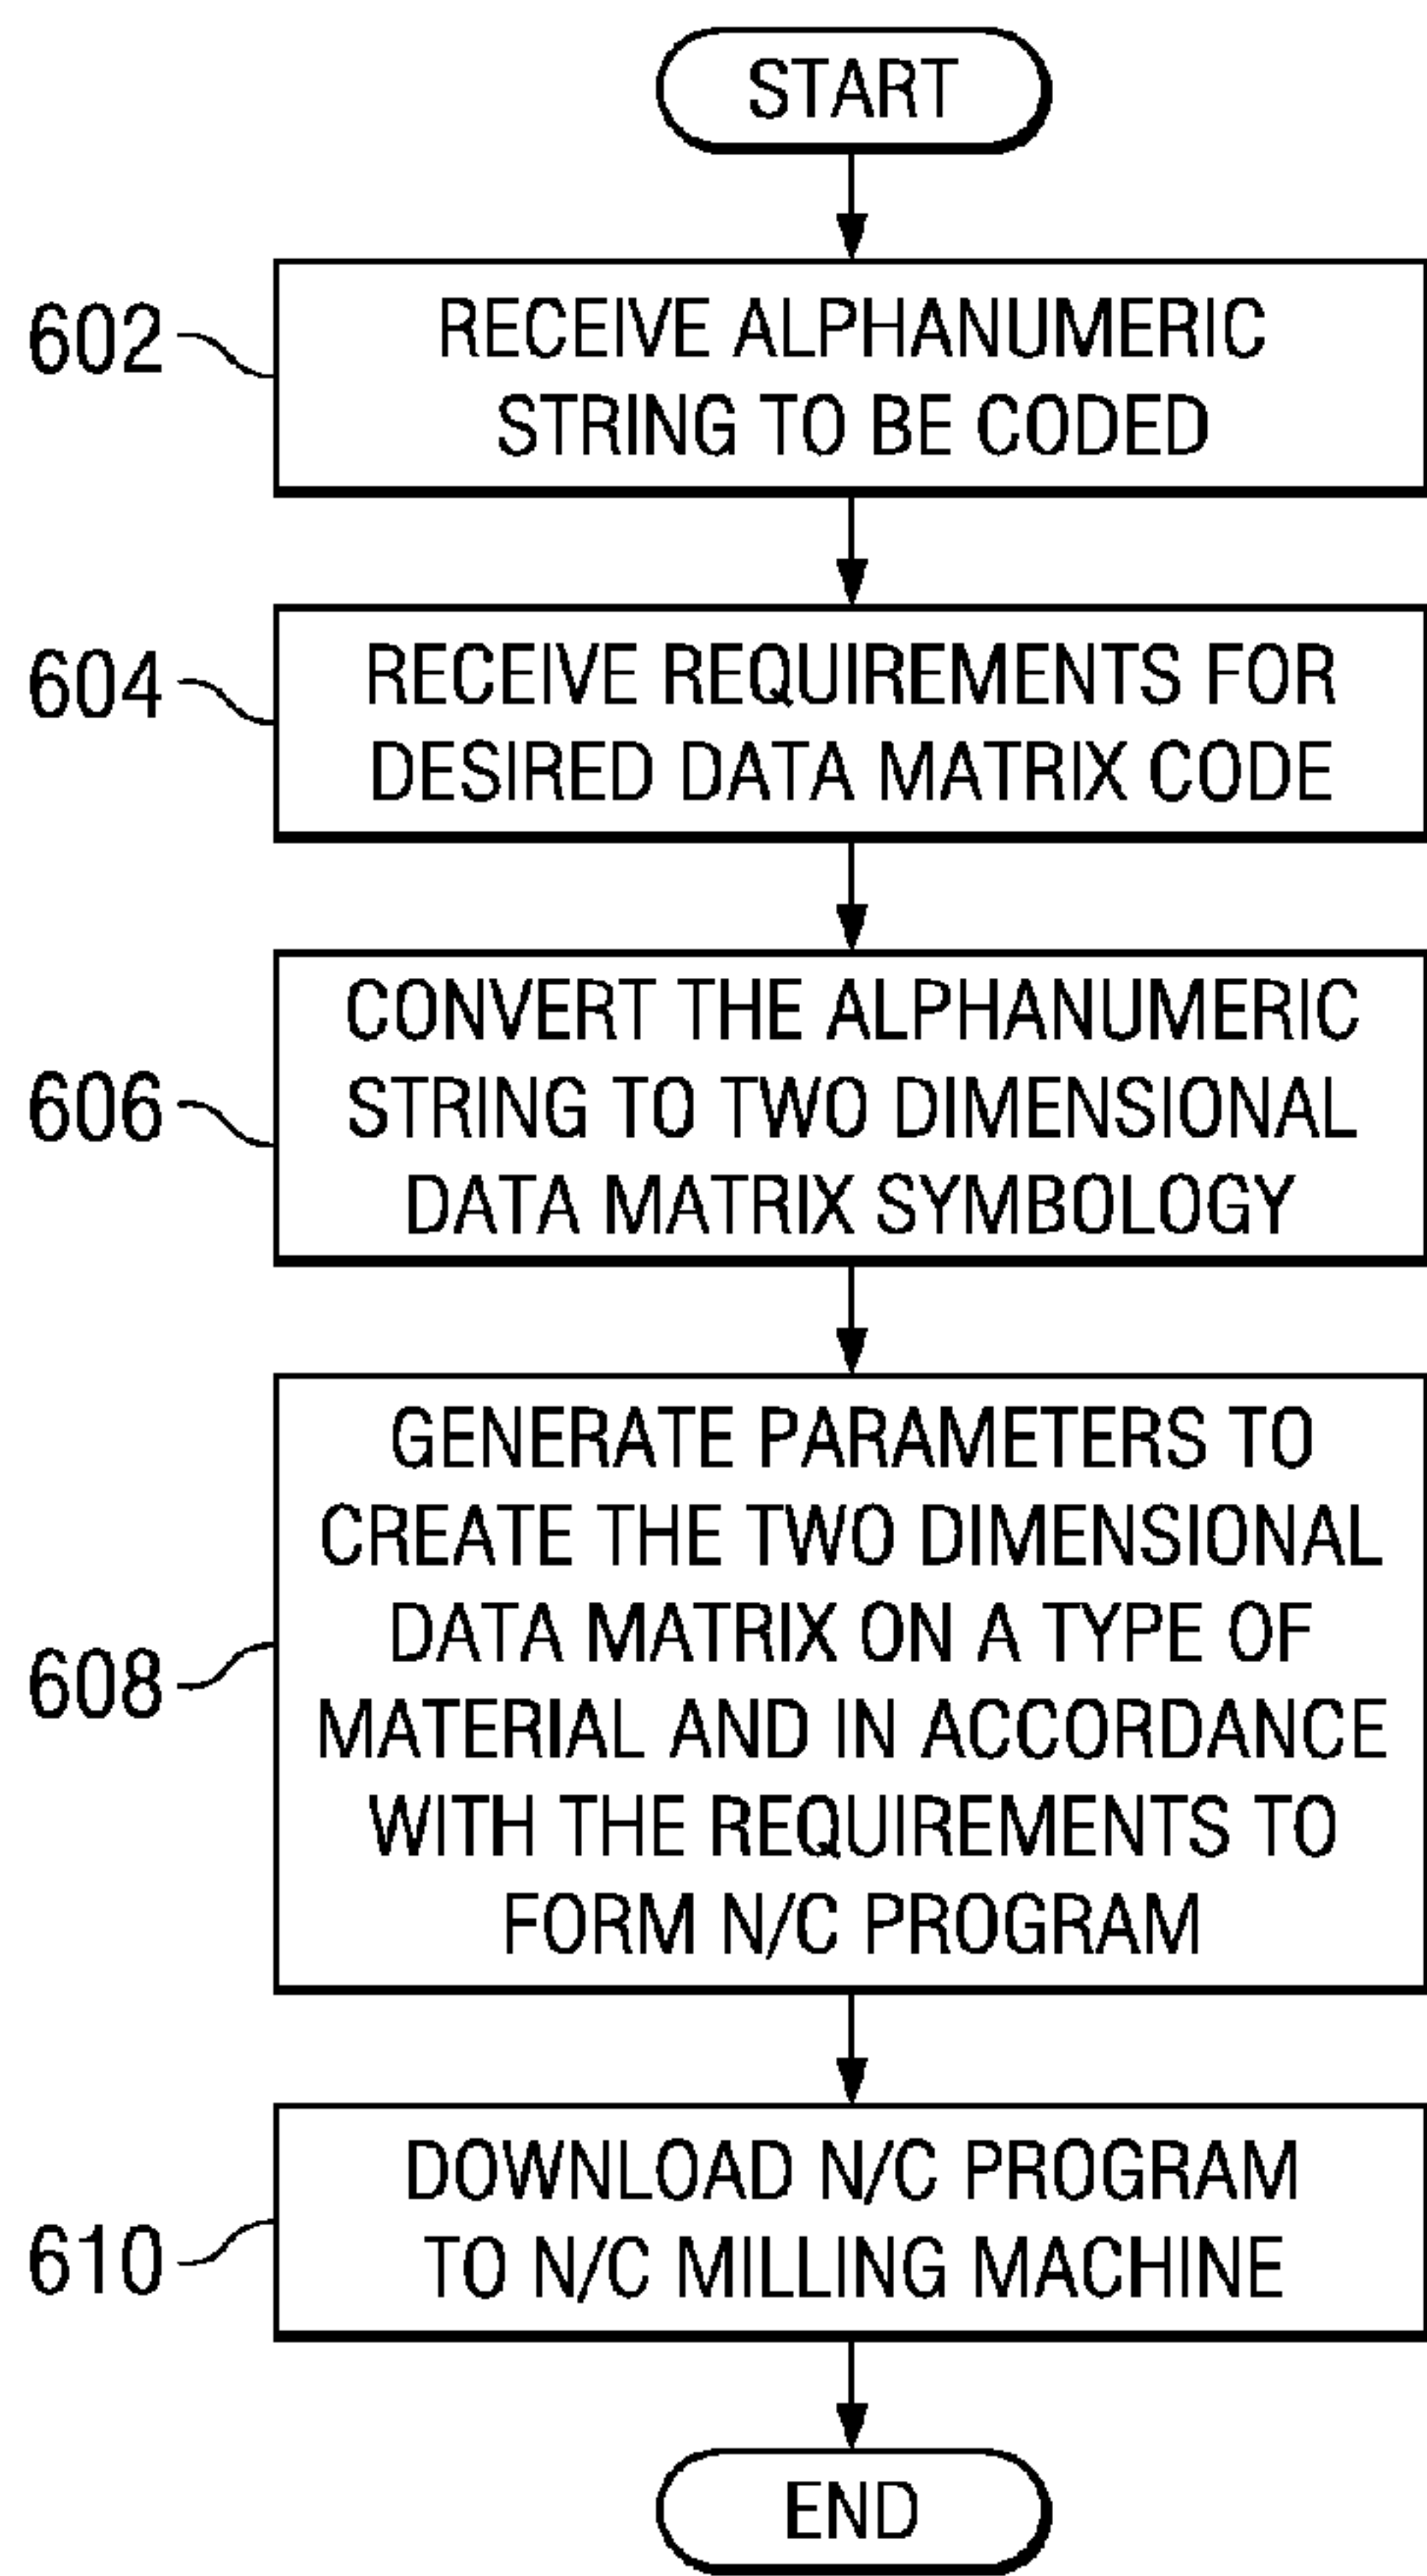 START
602
RECEIVE ALPHANUMERIC
STRING TO BE CODED
604
RECEIVE REQUIREMENTS FOR
DESIRED DATA MATRIX CODE
606
CONVERT THE ALPHANUMERIC
STRING TO TWO DIMENSIONAL
DATA MATRIX SYMBOLOGY
608
GENERATE PARAMETERS TO
CREATE THE TWO DIMENSIONAL
DATA MATRIX ON A TYPE OF
MATERIAL AND IN ACCORDANCE
WITH THE REQUIREMENTS TO
FORM N/C PROGRAM
610
DOWNLOAD N/C PROGRAM
TO N/C MILLING MACHINE
END